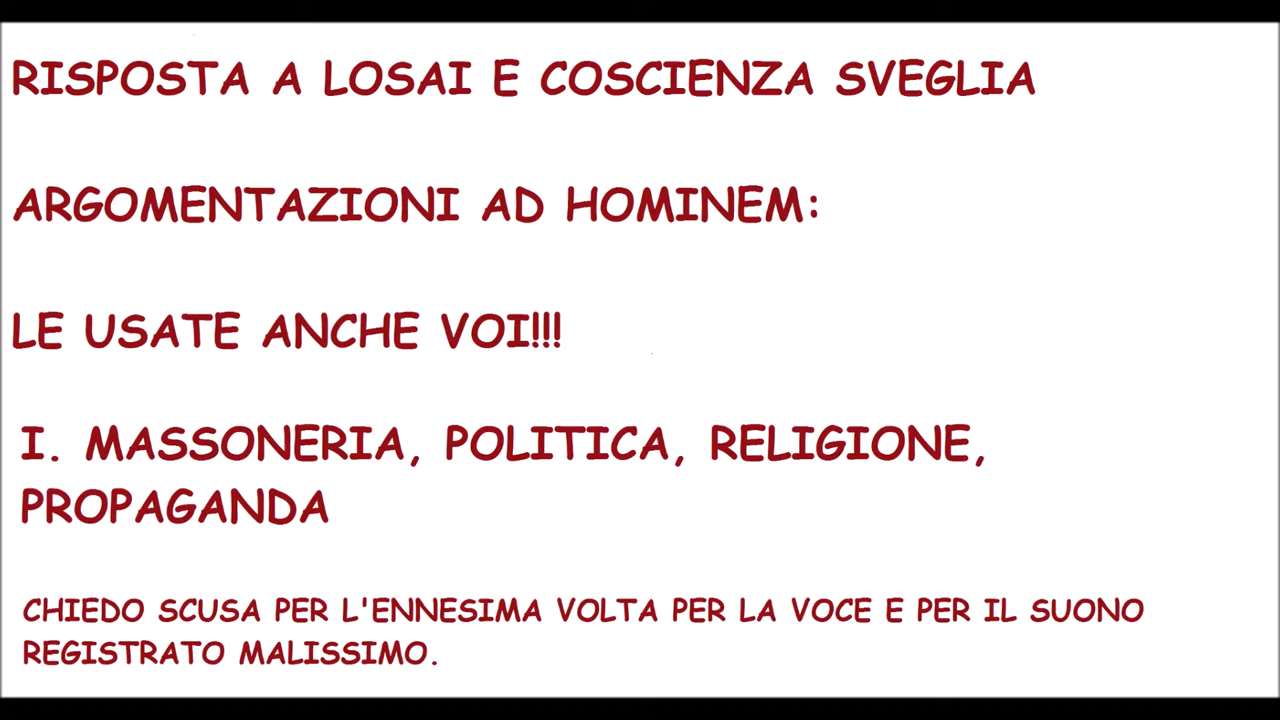 RISPOSTA A LOSAI E COSCIENZA SVEGLIA
ARGOMENTAZIONI AD HOMINEM:
LE USATE ANCHE VOI!!!
I. MASSONERIA, POLITICA, RELIGIONE,
PROPAGANDA
CHIEDO SCUSA PER L'ENNESIMA VOLTA PER LA VOCE E PER IL SUONO
REGISTRATO MALISSIMO.